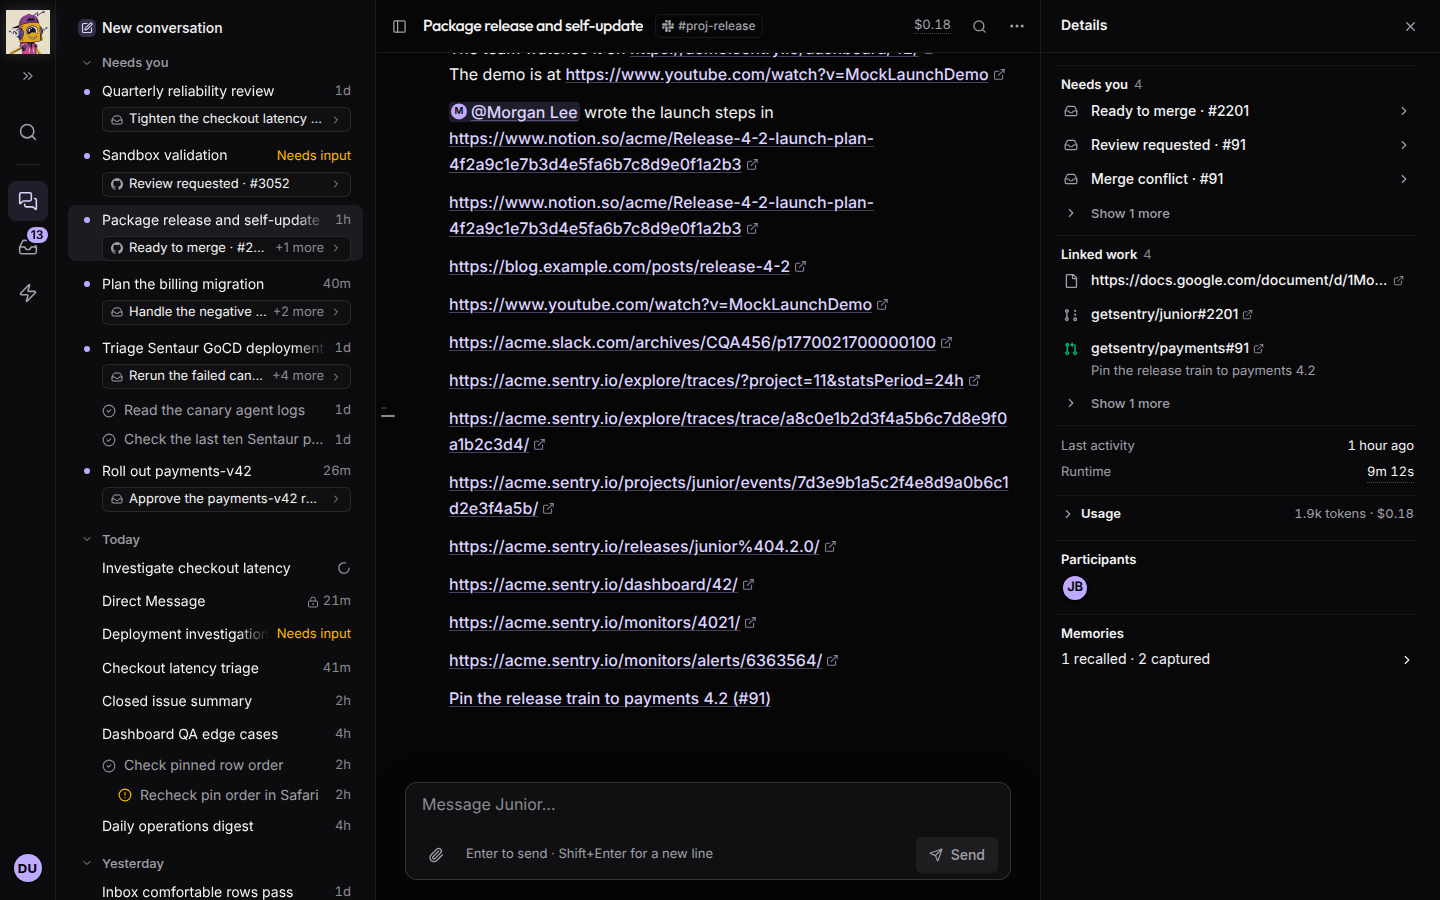 New conversation
Needs you
Quarterly reliability review 1d
Tighten the checkout latency ...
Sandbox validation Needs input
Review requested · #3052
Package release and self-update 1h
Ready to merge · #2... +1 more
13
Plan the billing migration 40m
Handle the negative ... +2 more
Triage Sentaur GoCD deployment 1d
Rerun the failed can... +4 more
Read the canary agent logs 1d
Check the last ten Sentaur p... 1d
Roll out payments-v42 26m
Approve the payments-v42 r...
Today
Investigate checkout latency
Direct Message 21m
Deployment investigation Needs input
Checkout latency triage 41m
Closed issue summary 2h
Dashboard QA edge cases 4h
Check pinned row order 2h
Recheck pin order in Safari 2h
Daily operations digest 4h
Yesterday
Inbox comfortable rows pass 1d
DU
Package release and self-update #proj-release $0.18
The demo is at https://www.youtube.com/watch?v=MockLaunchDemo
M @Morgan Lee wrote the launch steps in
https://www.notion.so/acme/Release-4-2-launch-plan-
4f2a9c1e7b3d4e5fa6b7c8d9e0f1a2b3
https://www.notion.so/acme/Release-4-2-launch-plan-
4f2a9c1e7b3d4e5fa6b7c8d9e0f1a2b3
https://blog.example.com/posts/release-4-2
https://www.youtube.com/watch?v=MockLaunchDemo
https://acme.slack.com/archives/CQA456/p1770021700000100
https://acme.sentry.io/explore/traces/?project=11&statsPeriod=24h
https://acme.sentry.io/explore/traces/trace/a8c0e1b2d3f4a5b6c7d8e9f0
a1b2c3d4/
https://acme.sentry.io/projects/junior/events/7d3e9b1a5c2f4e8d9a0b6c1
d2e3f4a5b/
https://acme.sentry.io/releases/junior%404.2.0/
https://acme.sentry.io/dashboard/42/
https://acme.sentry.io/monitors/4021/
https://acme.sentry.io/monitors/alerts/6363564/
Pin the release train to payments 4.2 (#91)
Message Junior...
Enter to send · Shift+Enter for a new line
Send
Details
Needs you 4
Ready to merge · #2201
Review requested · #91
Merge conflict · #91
Show 1 more
Linked work 4
https://docs.google.com/document/d/1Mo...
getsentry/junior#2201
getsentry/payments#91
Pin the release train to payments 4.2
Show 1 more
Last activity 1 hour ago
Runtime 9m 12s
Usage 1.9k tokens · $0.18
Participants
JB
Memories
1 recalled · 2 captured